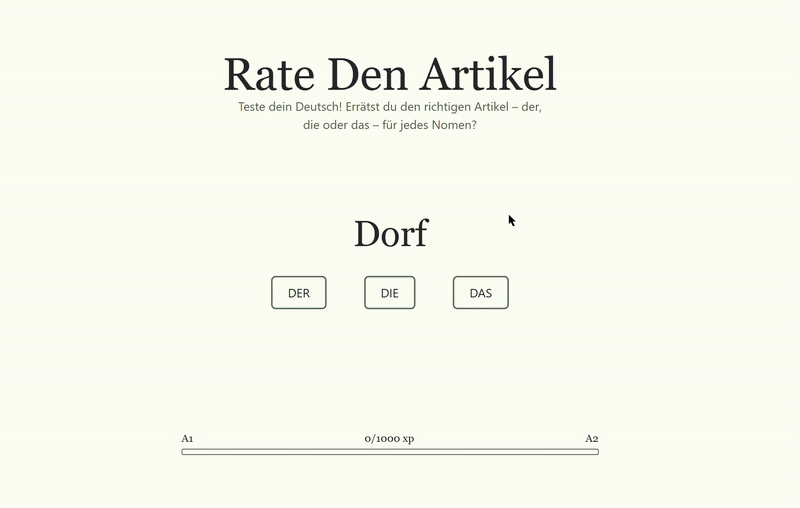 Rate Den Artikel
Teste dein Deutsch! Errätst du den richtigen Artikel – der,
die oder das – für jedes Nomen?
Dorf
DER DIE DAS
A1 0/1000 xp A2